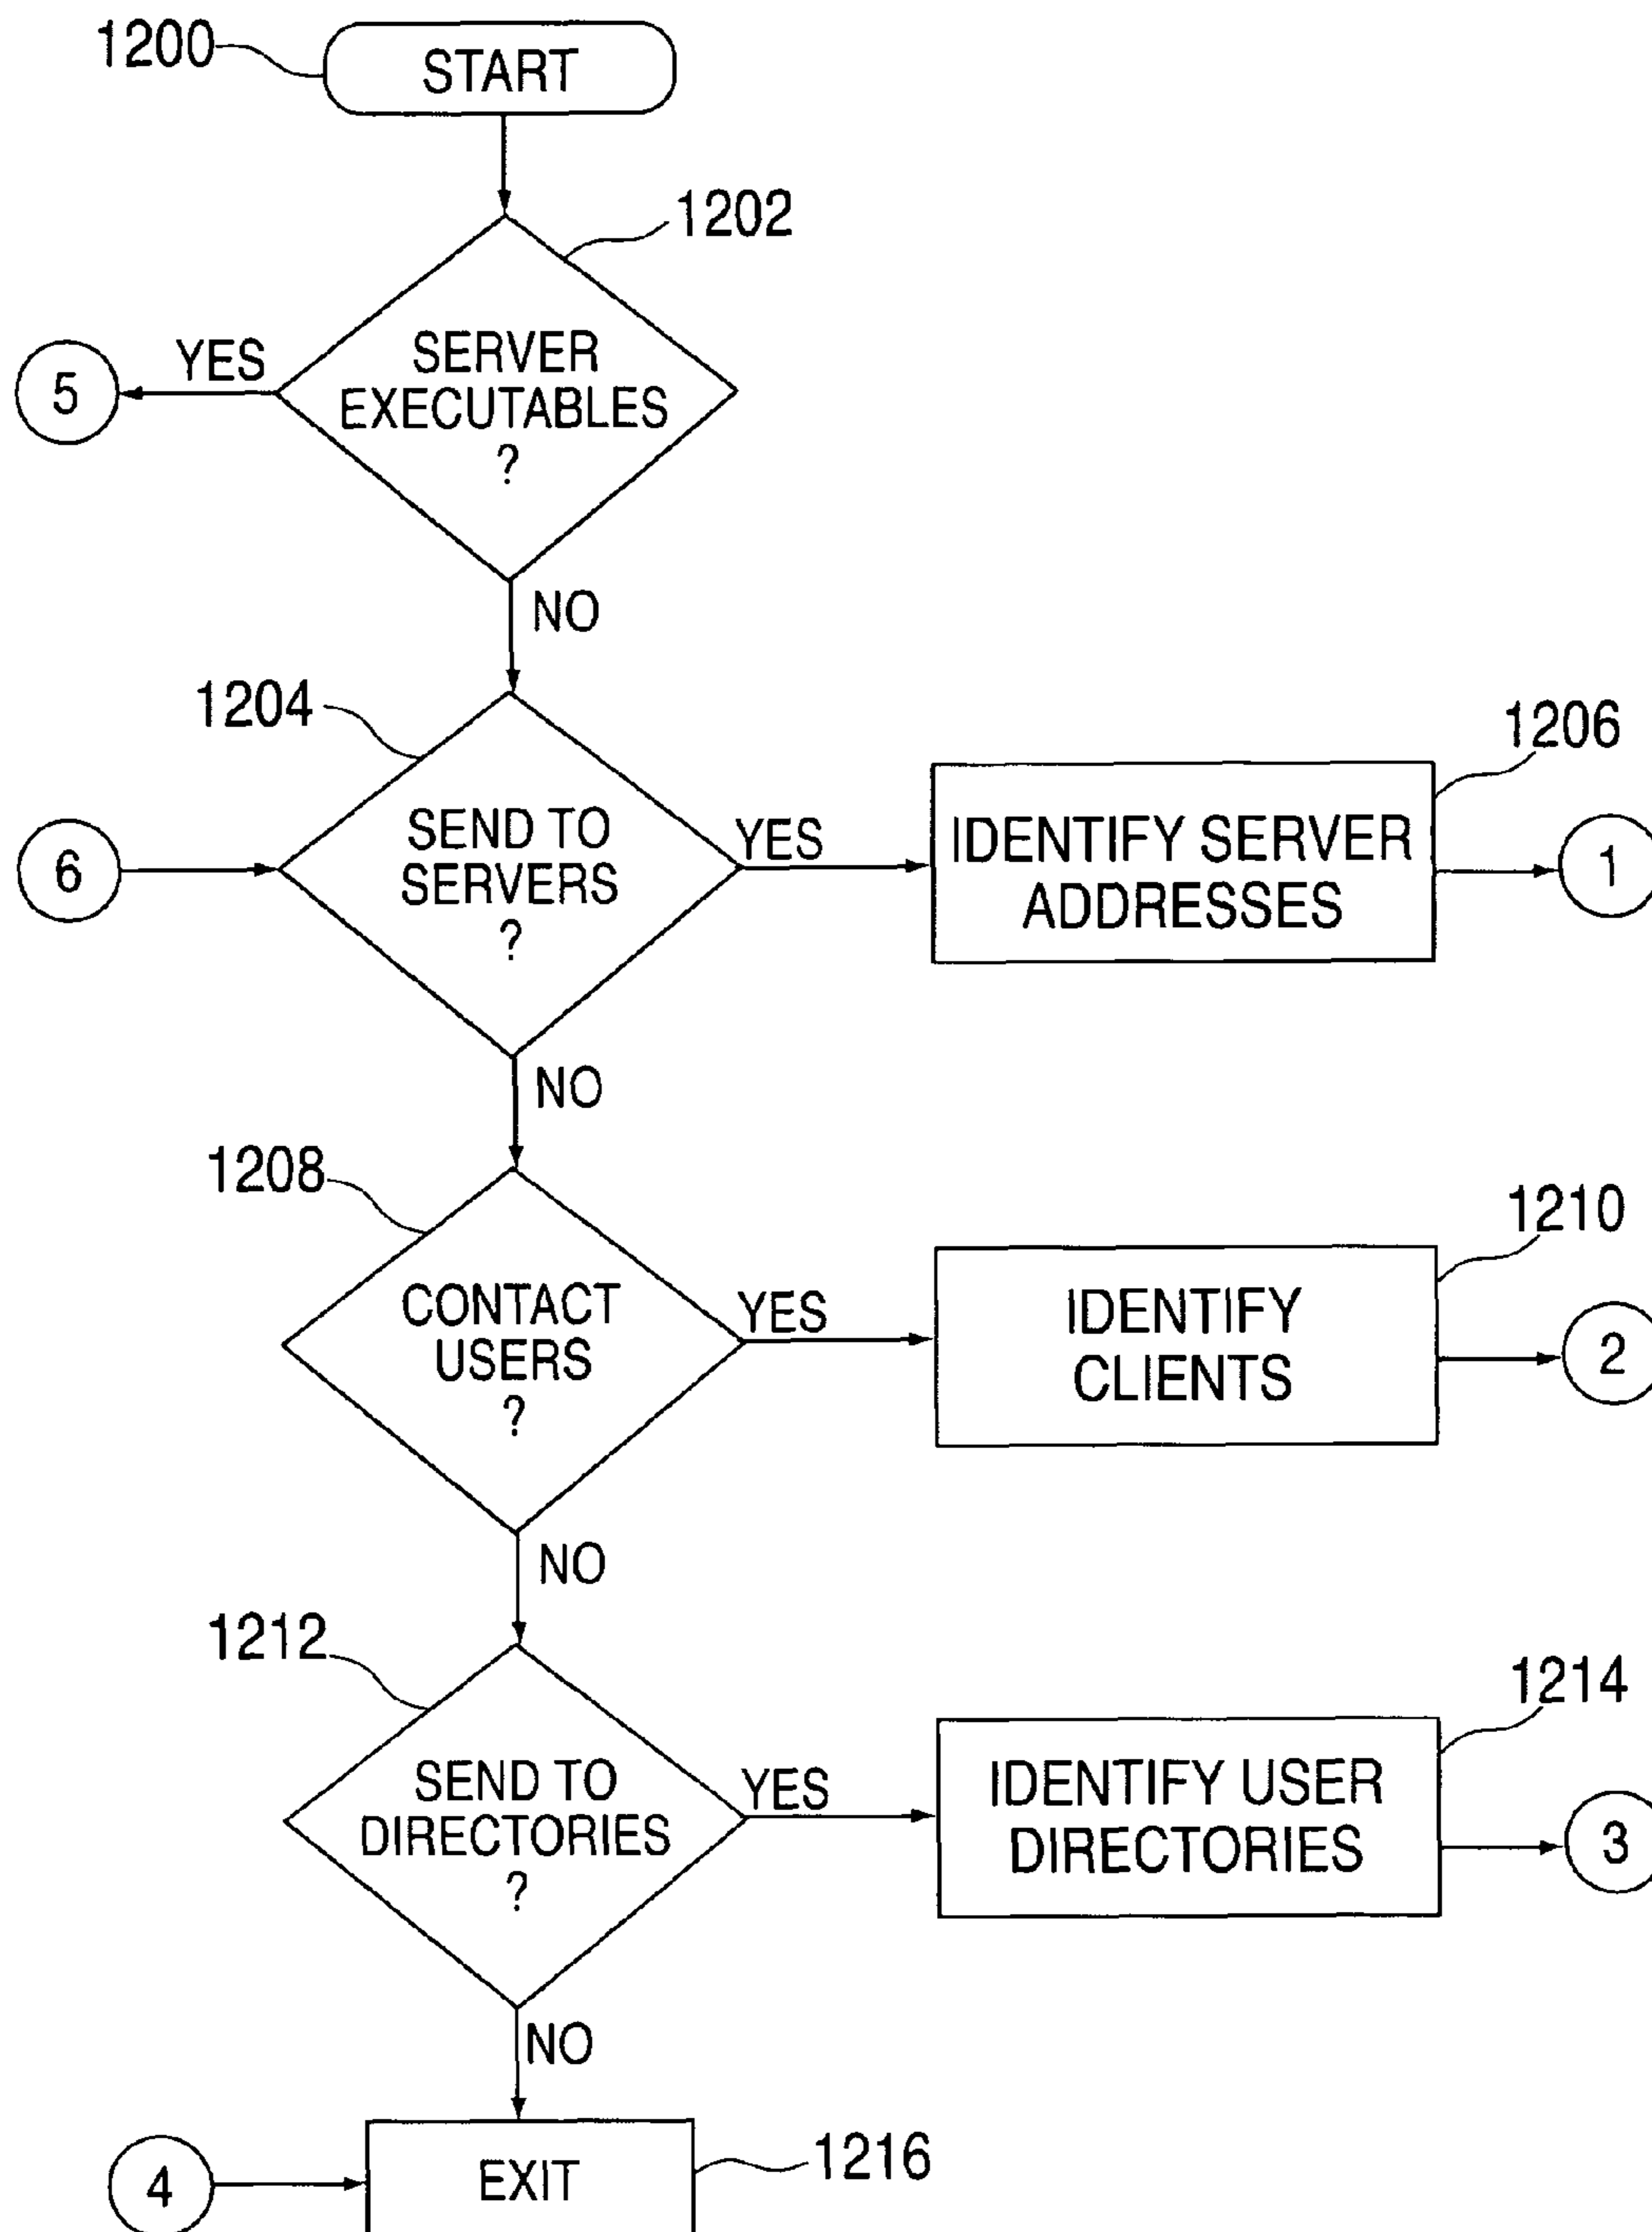 1200
START
1202
YES
5
SERVER
EXECUTABLES
?
NO
1204
1206
6
SEND TO
SERVERS
?
YES
IDENTIFY SERVER
ADDRESSES
1
NO
1208
1210
CONTACT
USERS
?
YES
IDENTIFY
CLIENTS
2
NO
1212
1214
SEND TO
DIRECTORIES
?
YES
IDENTIFY USER
DIRECTORIES
3
NO
4
EXIT
1216